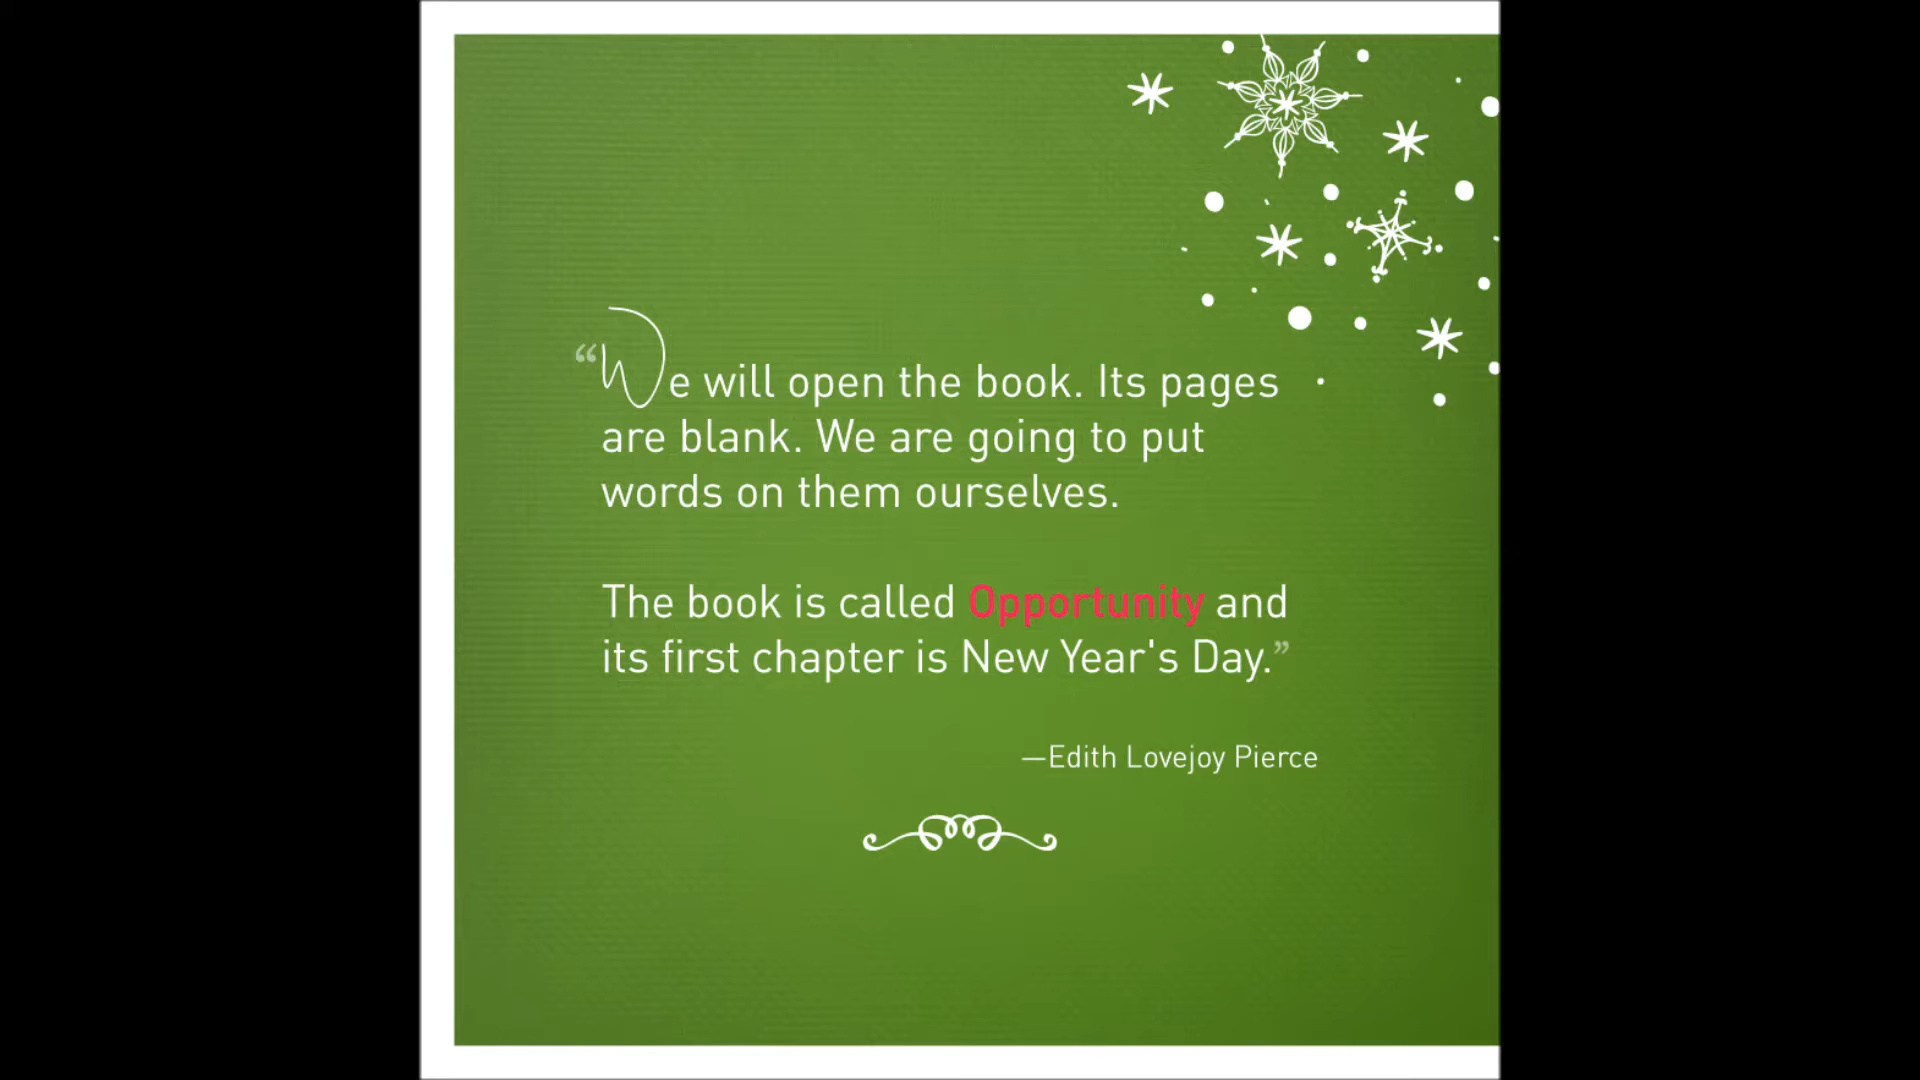 “We will open the book. Its pages
are blank. We are going to put
words on them ourselves.
The book is called Opportunity and
its first chapter is New Year's Day.”
—Edith Lovejoy Pierce